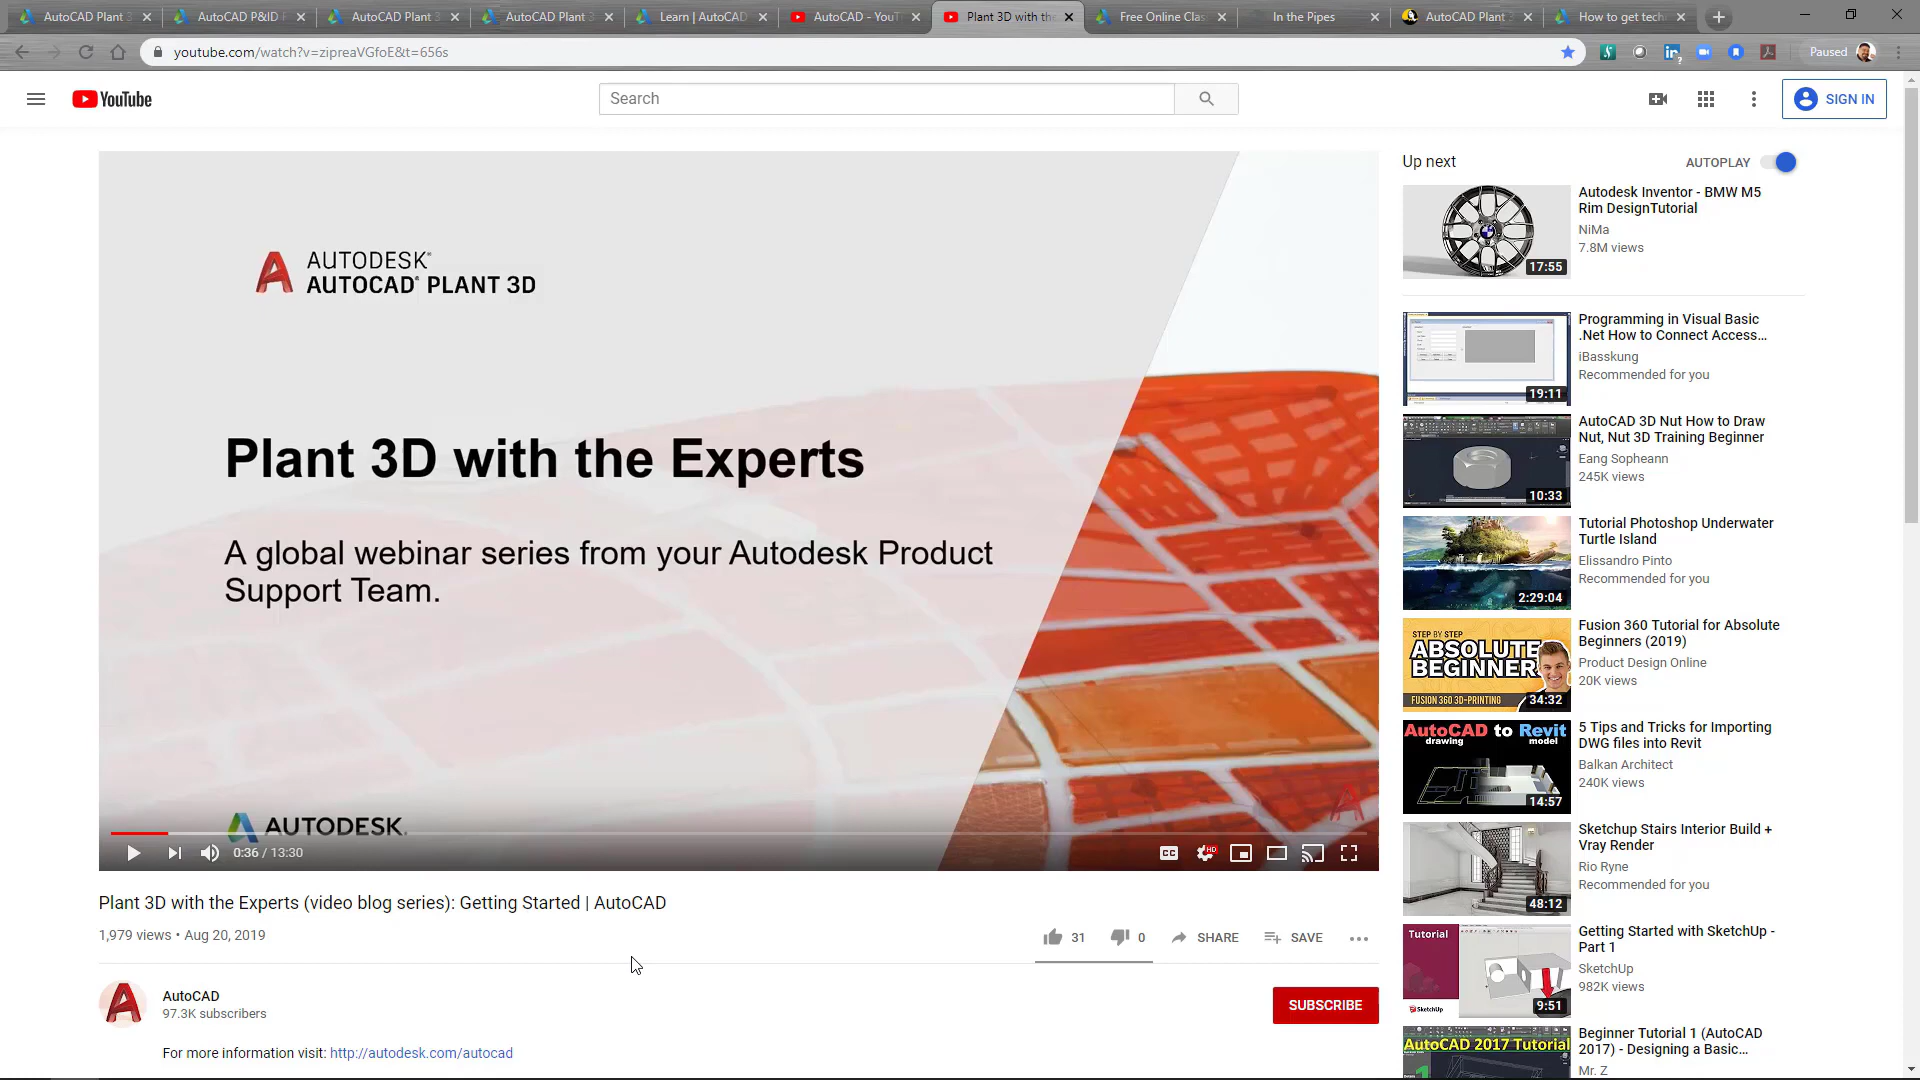 AutoCAD Plant 3
AutoCAD P&ID F
AutoCAD Plant 3
AutoCAD Plant 3
Learn | AutoCAD
AutoCAD - YouT
Plant 3D with the
Free Online Clas
In the Pipes
AutoCAD Plant
How to get tech
youtube.com/watch?v=zipreaVGfoE&t=656s
Paused
YouTube
Search
SIGN IN
AUTODESK®
AUTOCAD® PLANT 3D
Plant 3D with the Experts
A global webinar series from your Autodesk Product
Support Team.
AUTODESK.
0:36 / 13:30
CC
HD
Plant 3D with the Experts (video blog series): Getting Started | AutoCAD
1,979 views • Aug 20, 2019
31
0
SHARE
SAVE
AutoCAD
97.3K subscribers
SUBSCRIBE
For more information visit: http://autodesk.com/autocad
Up next
AUTOPLAY
17:55
Autodesk Inventor - BMW M5
Rim DesignTutorial
NiMa
7.8M views
19:11
Programming in Visual Basic
.Net How to Connect Access...
iBasskung
Recommended for you
10:33
AutoCAD 3D Nut How to Draw
Nut, Nut 3D Training Beginner
Eang Sopheann
245K views
2:29:04
Tutorial Photoshop Underwater
Turtle Island
Elissandro Pinto
Recommended for you
STEP BY STEP
ABSOLUTE
BEGINNER
FUSION 360 3D-PRINTING
34:32
Fusion 360 Tutorial for Absolute
Beginners (2019)
Product Design Online
20K views
AutoCAD to Revit
drawing model
14:57
5 Tips and Tricks for Importing
DWG files into Revit
Balkan Architect
240K views
48:12
Sketchup Stairs Interior Build +
Vray Render
Rio Ryne
Recommended for you
Tutorial
SketchUp
9:51
Getting Started with SketchUp -
Part 1
SketchUp
982K views
AutoCAD 2017 Tutorial
1
Beginner Tutorial 1 (AutoCAD
2017) - Designing a Basic...
Mr. Z